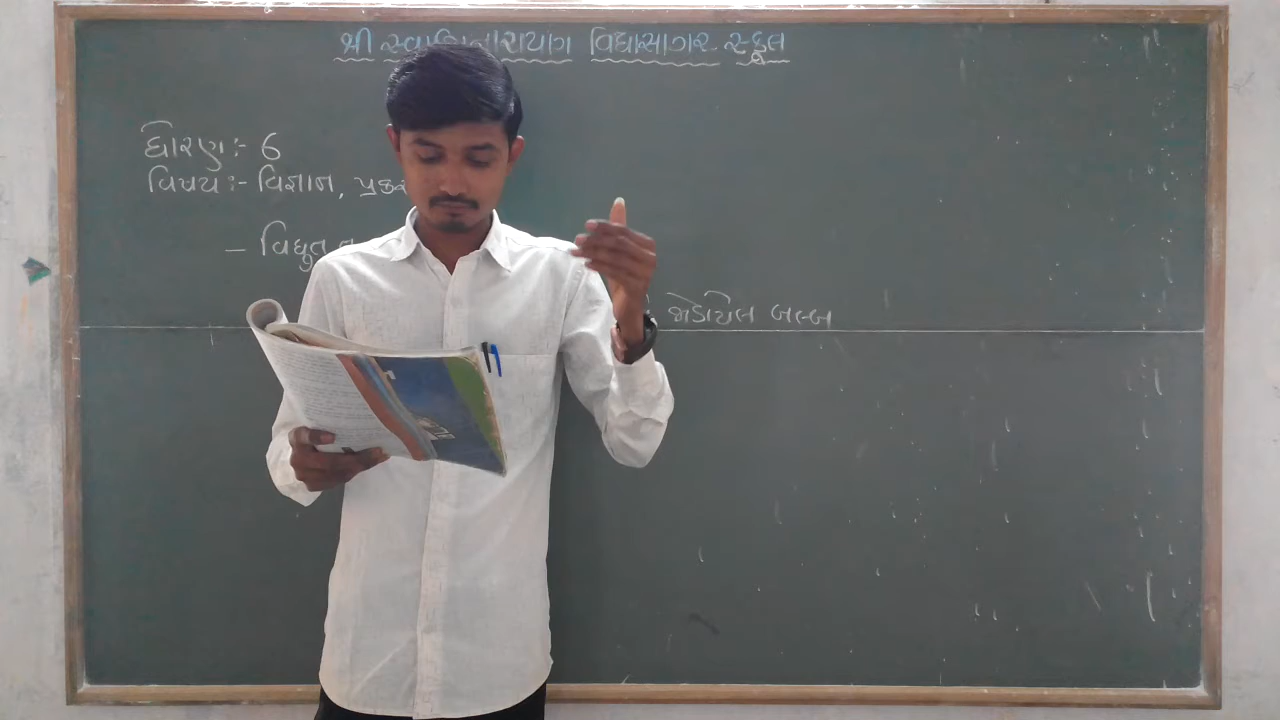 શ્રી સ્વામિનારાયણ વિદ્યાસાગર સ્કૂલ
ધોરણ :- 6
વિષય :- વિજ્ઞાન,
- વિદ્યુત
જોડાયેલ બલ્બ